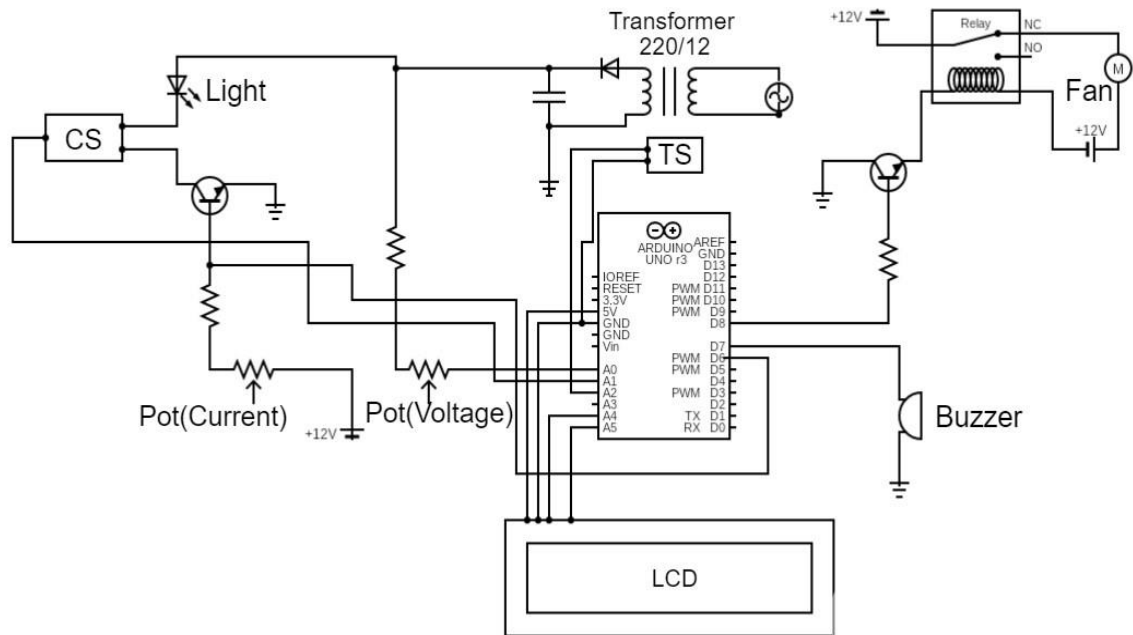 Transformer
220/12
+12V
Relay
NC
NO
M
Fan
+12V
Light
CS
TS
ARDUINO
UNO r3
IOREF
RESET
3.3V
5V
GND
GND
Vin
A0
A1
A2
A3
A4
A5
AREF
GND
D13
D12
PWM D11
PWM D10
PWM D9
D8
D7
PWM D6
PWM D5
D4
PWM D3
D2
TX D1
RX D0
Pot(Current)
+12V
Pot(Voltage)
Buzzer
LCD